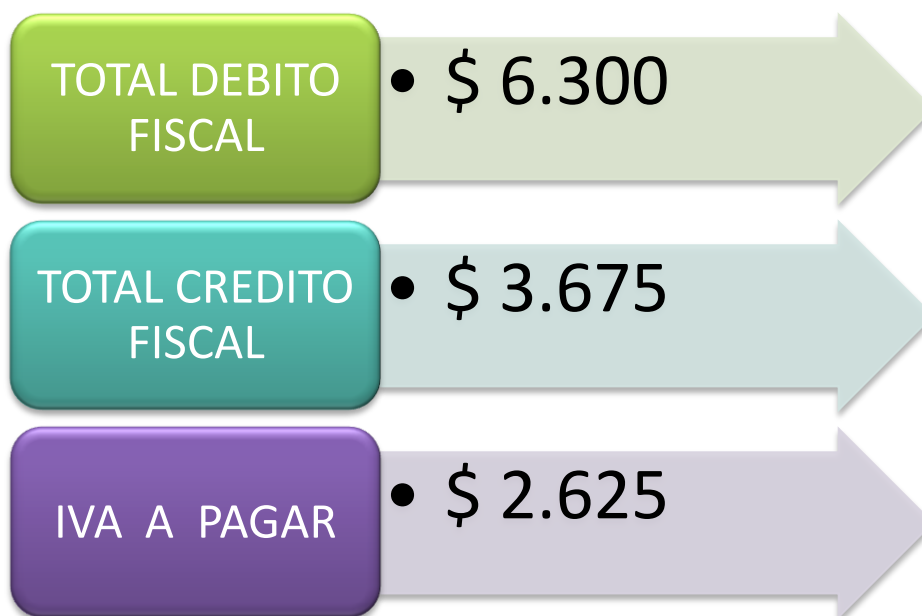 TOTAL DEBITO
FISCAL
• $ 6.300
TOTAL CREDITO
FISCAL
• $ 3.675
IVA A PAGAR
• $ 2.625